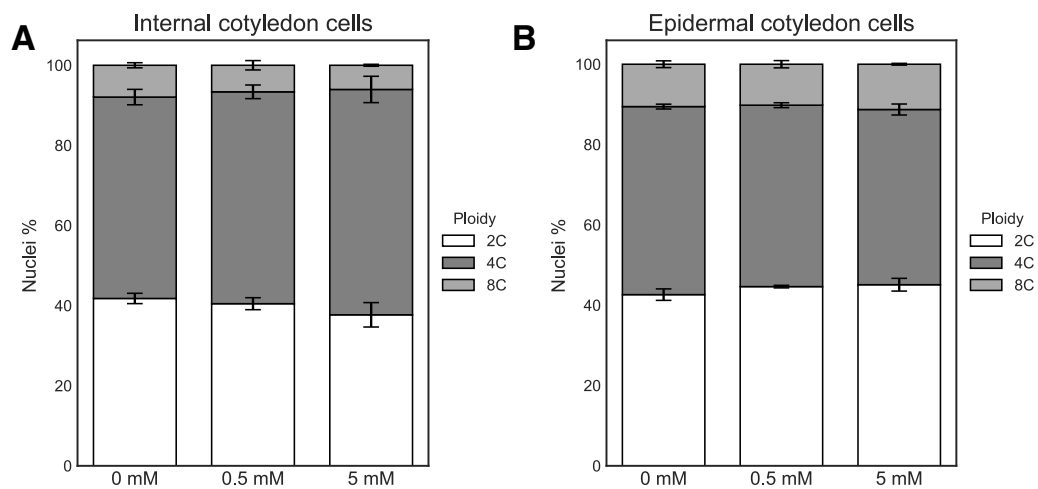 A
Internal cotyledon cells
Nuclei %
100
80
60
40
20
0
0 mM 0.5 mM 5 mM
Ploidy
2C
4C
8C
B
Epidermal cotyledon cells
Nuclei %
100
80
60
40
20
0
0 mM 0.5 mM 5 mM
Ploidy
2C
4C
8C